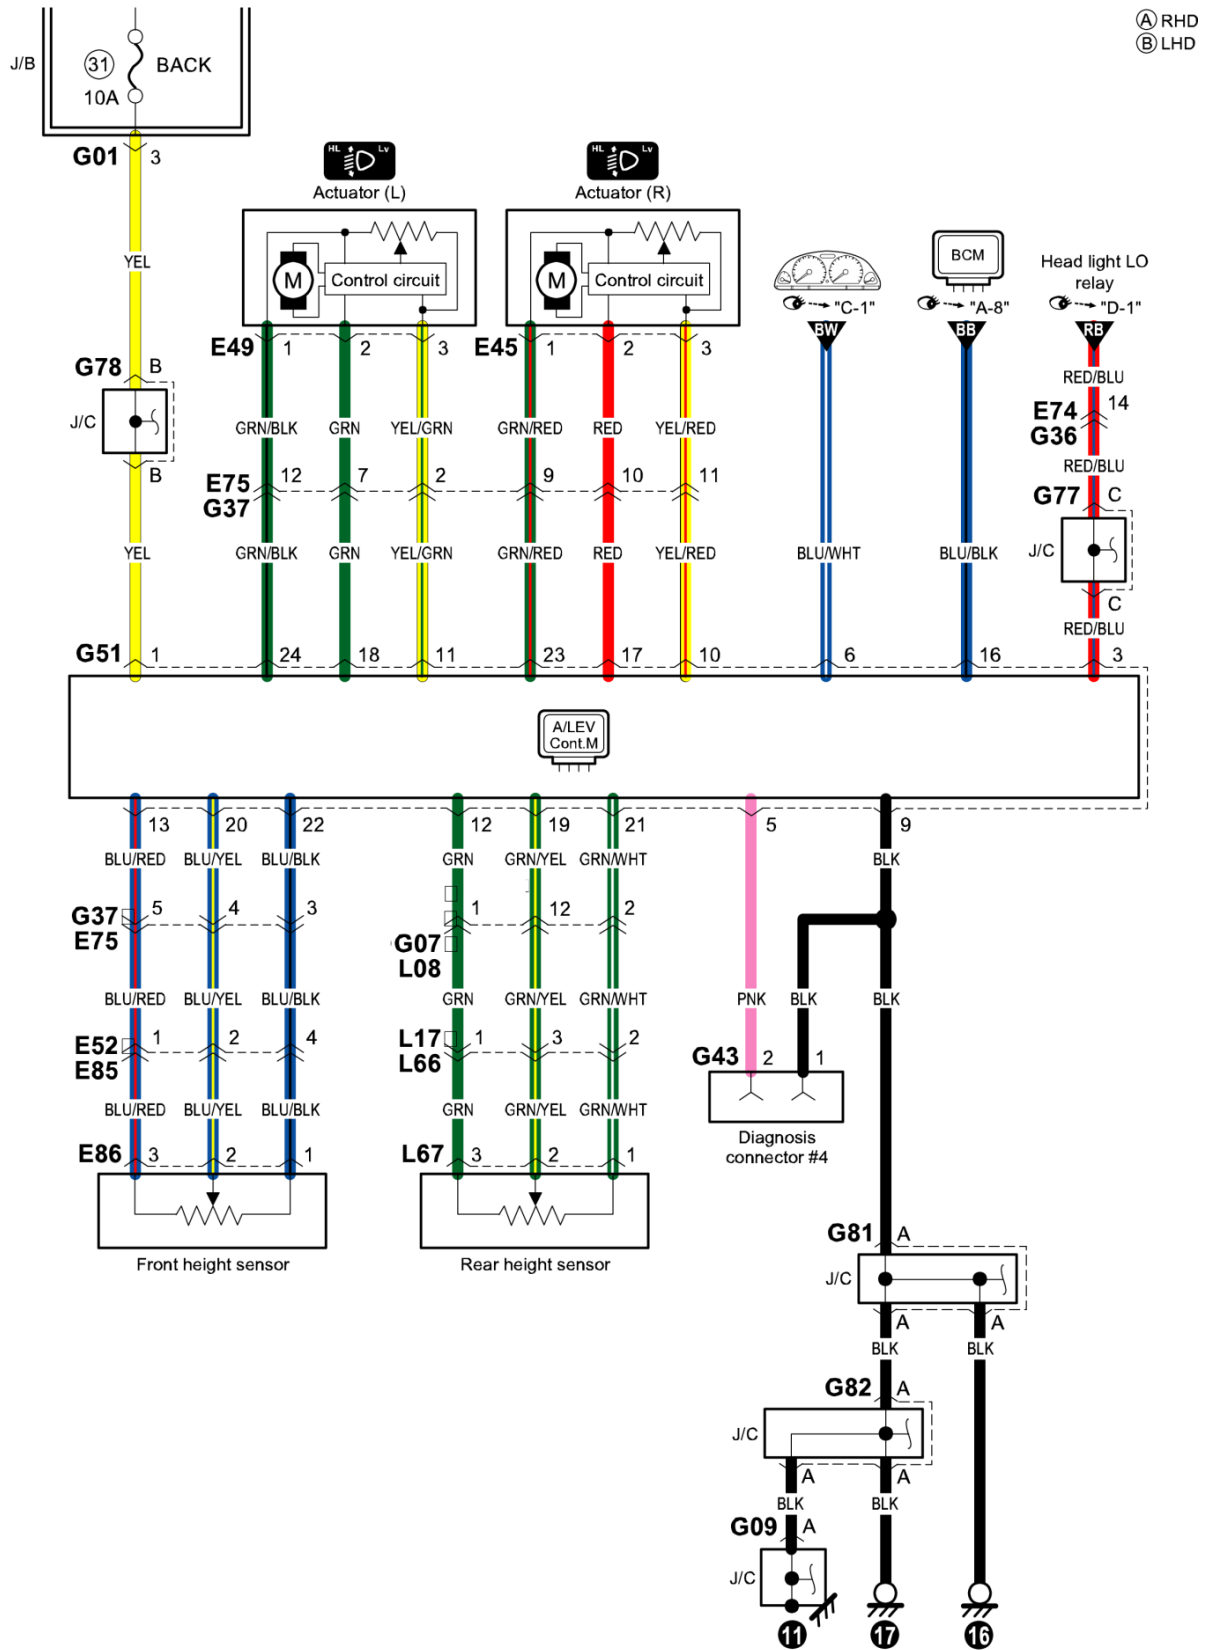 A RHD
B LHD
J/B
31
BACK
10A
G01 3
HL Lv
HL Lv
Actuator (L)
Actuator (R)
M
Control circuit
M
Control circuit
BCM
Head light LO
relay
"C-1"
"A-8"
"D-1"
BW
BB
RB
YEL
E49 1 2 3
E45 1 2 3
G78 B
J/C
B
RED/BLU
E74 14
G36
GRN/BLK GRN YEL/GRN GRN/RED RED YEL/RED
RED/BLU
E75 12 7 2 9 10 11
G37
G77 C
J/C
C
YEL GRN/BLK GRN YEL/GRN GRN/RED RED YEL/RED BLU/WHT BLU/BLK
RED/BLU
G51 1 24 18 11 23 17 10 6 16 3
A/LEV
Cont.M
13 20 22 12 19 21 5 9
BLU/RED BLU/YEL BLU/BLK GRN GRN/YEL GRN/WHT BLK
G37 5 4 3
E75
1 12 2
G07
L08
BLU/RED BLU/YEL BLU/BLK GRN GRN/YEL GRN/WHT PNK BLK BLK
E52 1 2 4
E85
L17 1 3 2
L66
G43 2 1
BLU/RED BLU/YEL BLU/BLK GRN GRN/YEL GRN/WHT
Diagnosis
connector #4
E86 3 2 1
L67 3 2 1
Front height sensor
Rear height sensor
G81 A
J/C
A A
BLK BLK
G82 A
J/C
A A
BLK BLK
G09 A
J/C
11 17 16